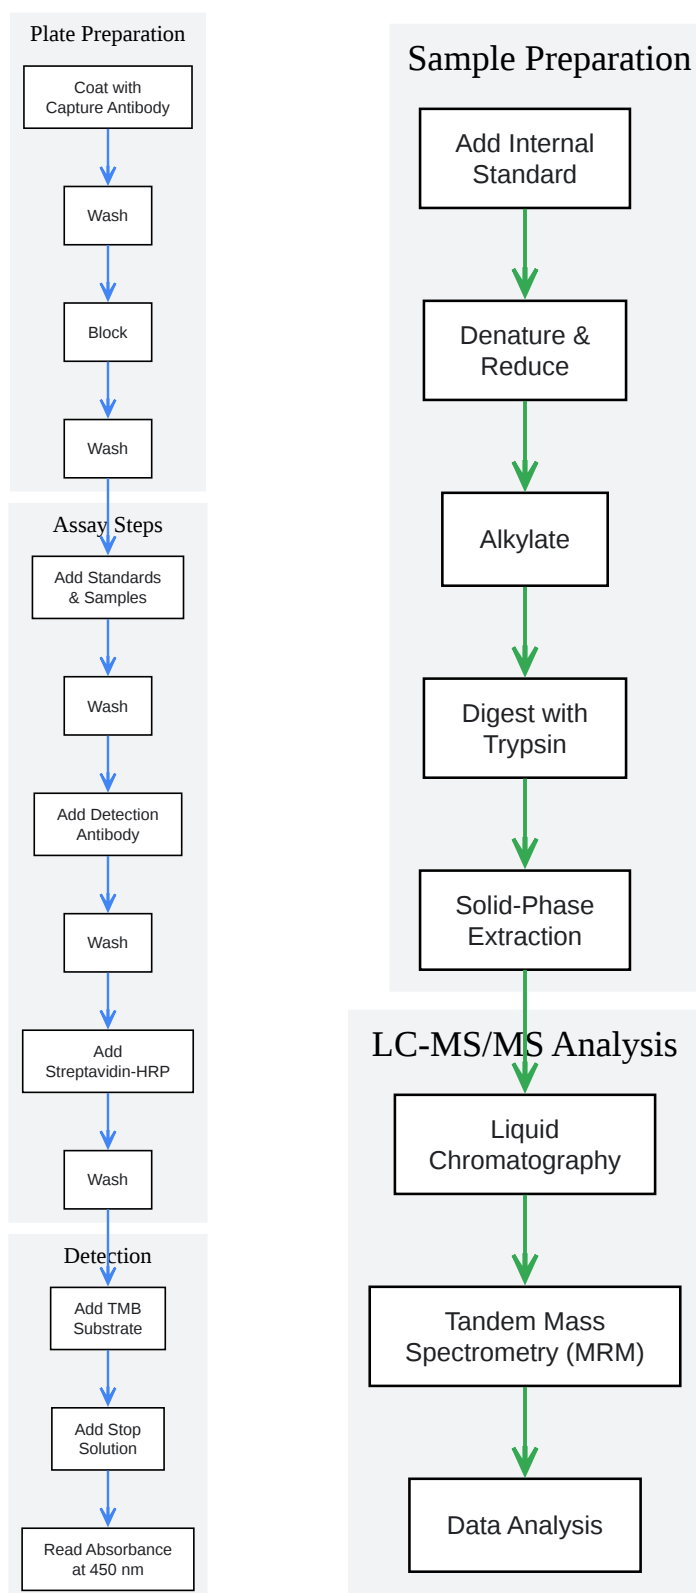 Plate Preparation
Coat with
Capture Antibody
Wash
Block
Wash
Assay Steps
Add Standards
& Samples
Wash
Add Detection
Antibody
Wash
Add
Streptavidin-HRP
Wash
Detection
Add TMB
Substrate
Add Stop
Solution
Read Absorbance
at 450 nm
Sample Preparation
Add Internal
Standard
Denature &
Reduce
Alkylate
Digest with
Trypsin
Solid-Phase
Extraction
LC-MS/MS Analysis
Liquid
Chromatography
Tandem Mass
Spectrometry (MRM)
Data Analysis